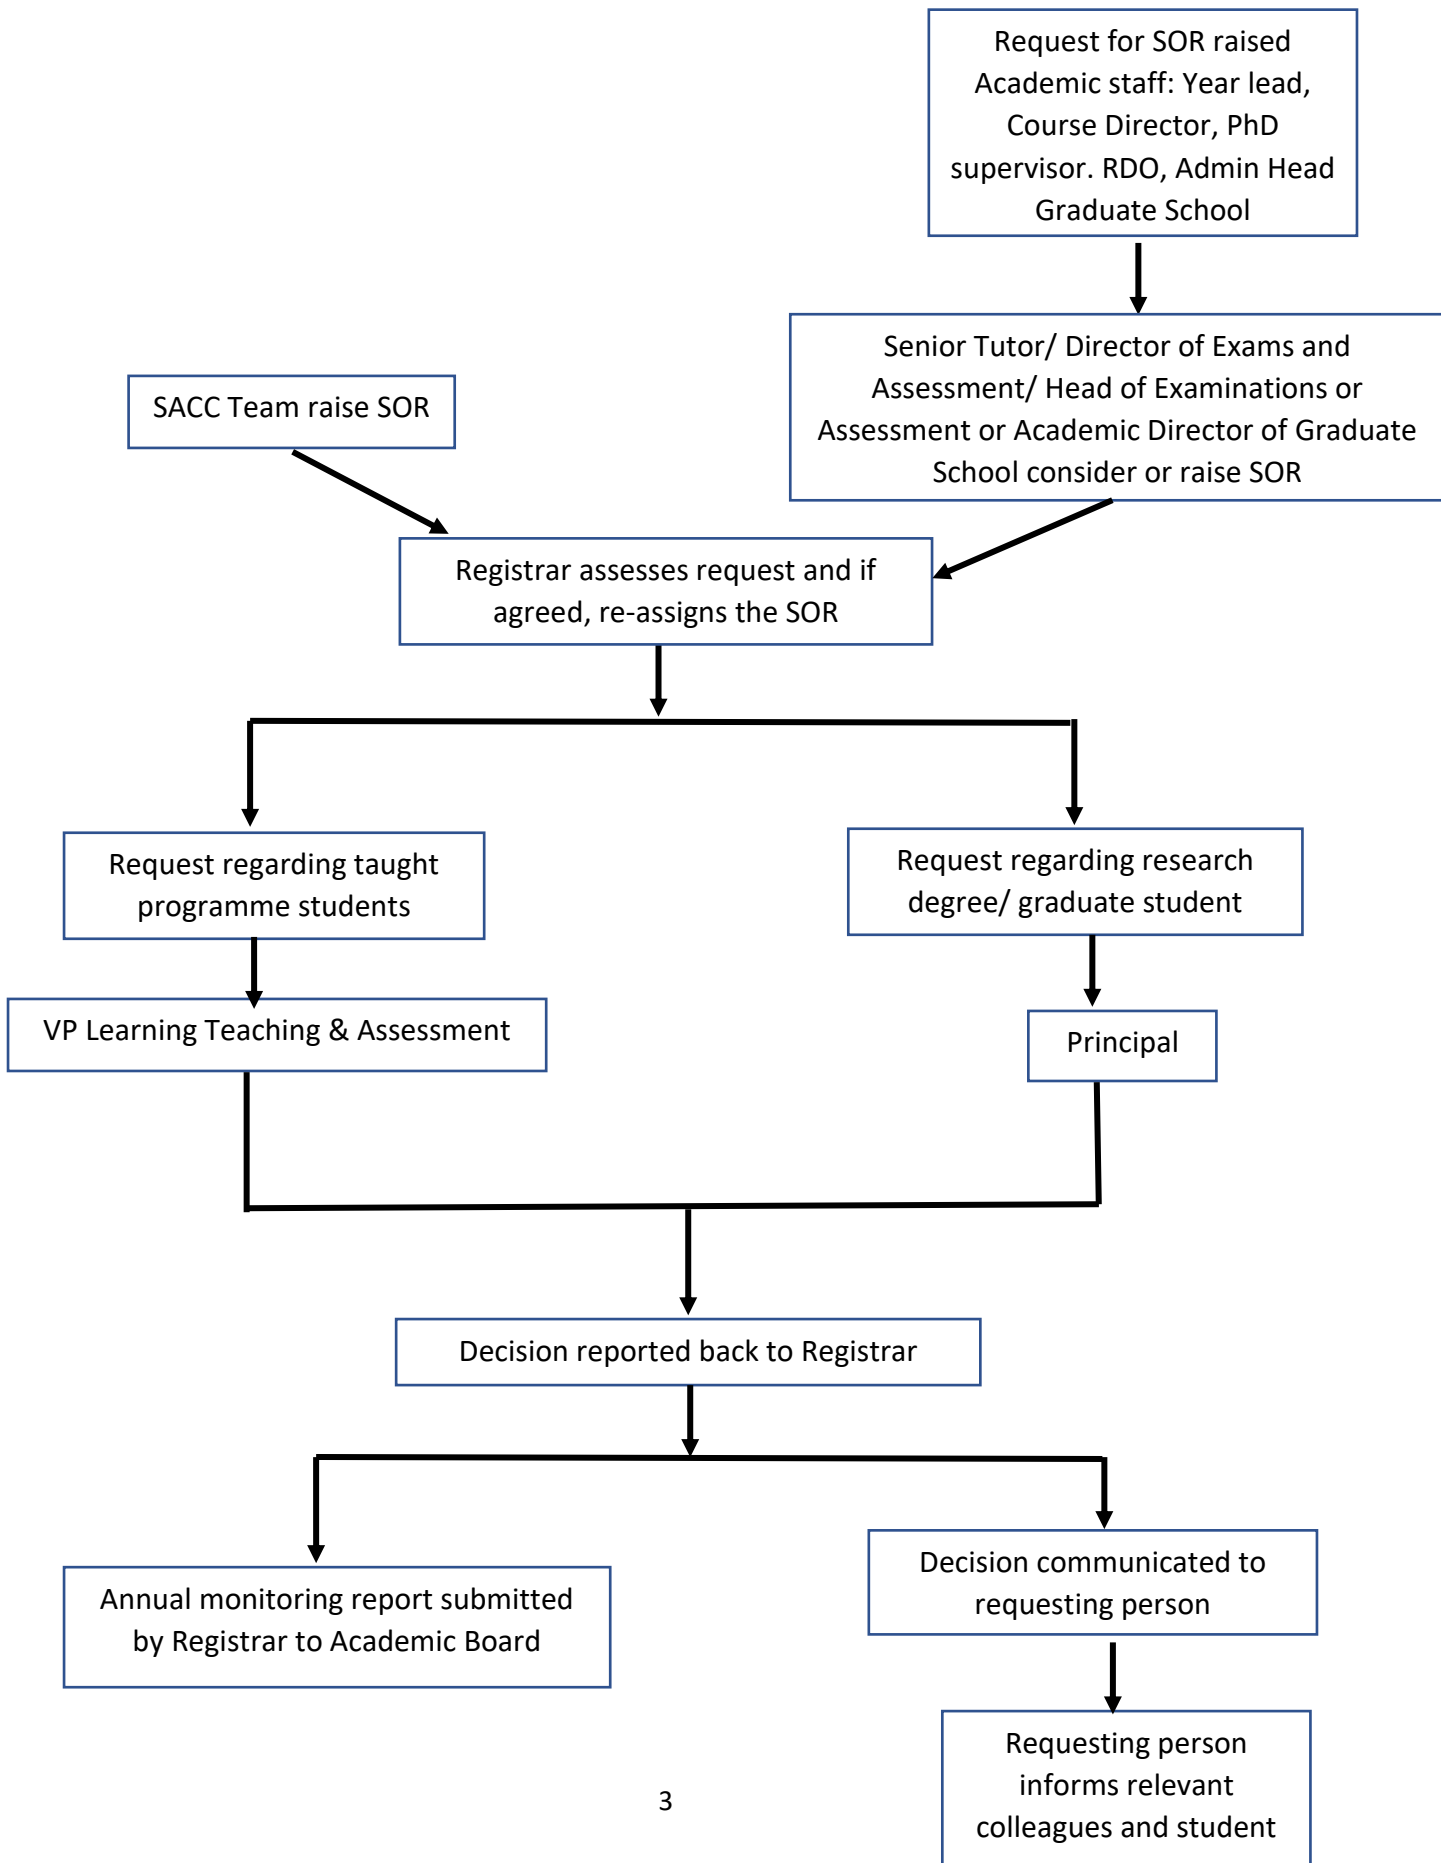 Request for SOR raised
Academic staff: Year lead,
Course Director, PhD
supervisor. RDO, Admin Head
Graduate School
Senior Tutor/ Director of Exams and
Assessment/ Head of Examinations or
Assessment or Academic Director of Graduate
School consider or raise SOR
SACC Team raise SOR
Registrar assesses request and if
agreed, re-assigns the SOR
Request regarding taught
programme students
Request regarding research
degree/ graduate student
VP Learning Teaching & Assessment
Principal
Decision reported back to Registrar
Annual monitoring report submitted
by Registrar to Academic Board
Decision communicated to
requesting person
Requesting person
informs relevant
colleagues and student
3